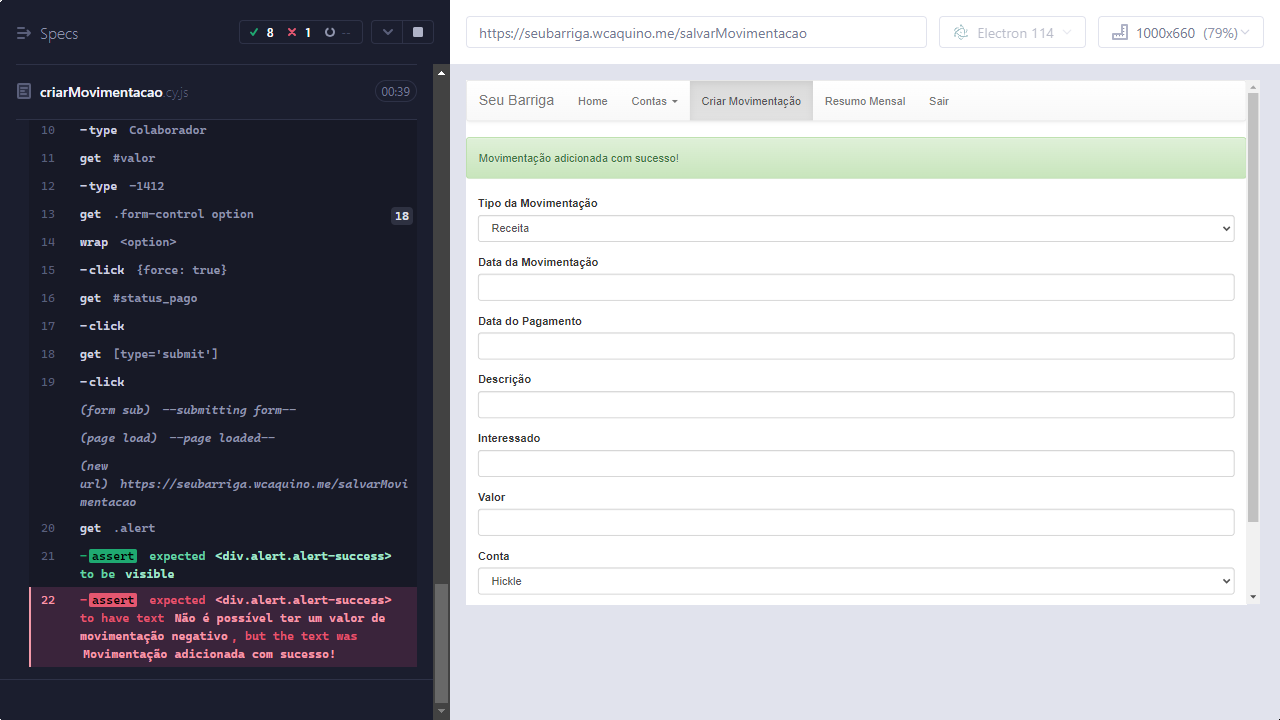 Specs
8
1
--
criarMovimentacao.cy.js
00:39
10 -type Colaborador
11 get #valor
12 -type -1412
13 get .form-control option 18
14 wrap <option>
15 -click {force: true}
16 get #status_pago
17 -click
18 get [type='submit']
19 -click
(form sub) --submitting form--
(page load) --page loaded--
(new
url) https://seubarriga.wcaquino.me/salvarMovi
mentacao
20 get .alert
21 -assert expected <div.alert.alert-success>
to be visible
22 -assert expected <div.alert.alert-success>
to have text Não é possível ter um valor de
movimentação negativo, but the text was
Movimentação adicionada com sucesso!
https://seubarriga.wcaquino.me/salvarMovimentacao
Electron 114
1000x660 (79%)
Seu Barriga Home Contas Criar Movimentação Resumo Mensal Sair
Movimentação adicionada com sucesso!
Tipo da Movimentação
Receita
Data da Movimentação
Data do Pagamento
Descrição
Interessado
Valor
Conta
Hickle